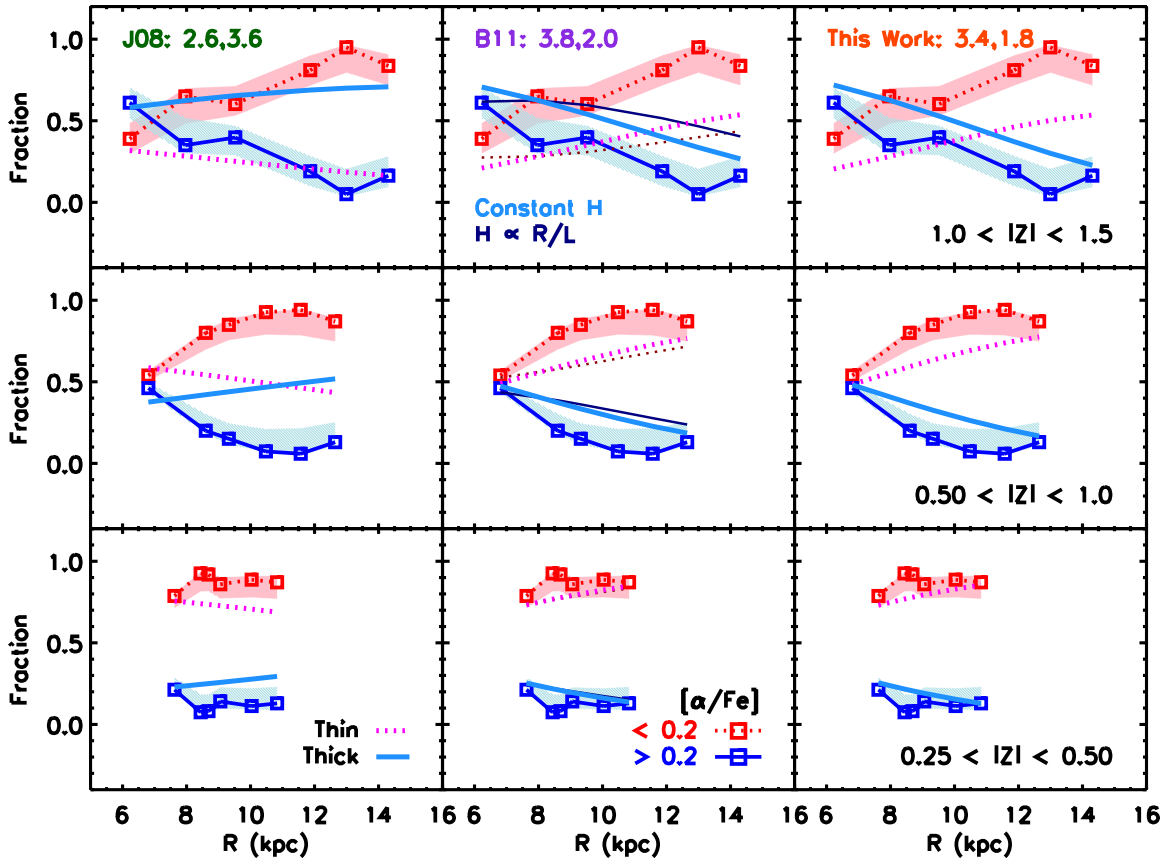 J08: 2.6,3.6
B11: 3.8,2.0
This Work: 3.4,1.8
1.0
0.5
0.0
Fraction
Constant H
H ∝ R/L
1.0 < |Z| < 1.5
1.0
0.5
0.0
Fraction
0.50 < |Z| < 1.0
1.0
0.5
0.0
Fraction
Thin
Thick
[α/Fe]
< 0.2
> 0.2
0.25 < |Z| < 0.50
6 8 10 12 14 16 6 8 10 12 14 16 6 8 10 12 14 16
R (kpc) R (kpc) R (kpc)